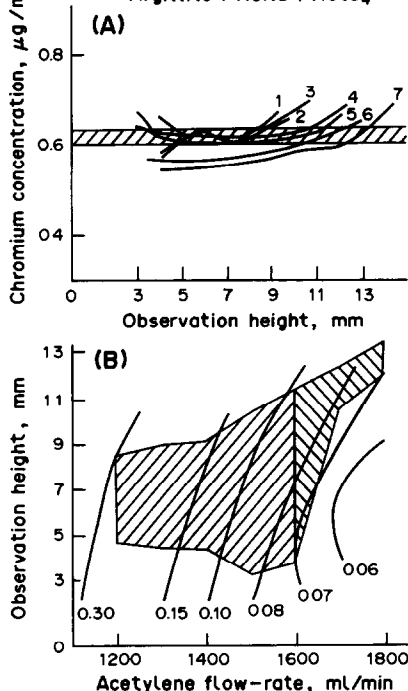 (A)
Chromium concentration, μg/m
0.8
0.6
04
0 3 5 7 9 11 13
1 2 3 4 5 6 7
Observation height, mm
(B)
Observation height, mm
13
11
9
7
5
3
0
0.30 0.15 0.10 0.08 0.07 0.06
1200 1400 1600 1800
Acetylene flow-rate, ml/min